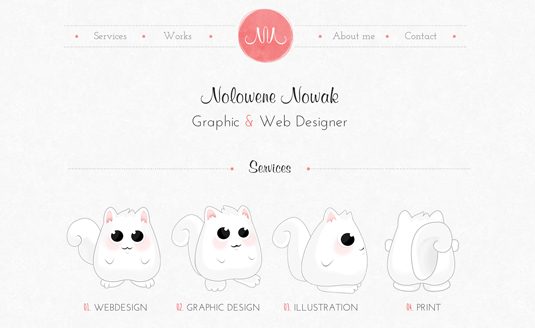 Services Works NN About me Contact
Nolowene Nowak
Graphic & Web Designer
Services
01. WEBDESIGN 02. GRAPHIC DESIGN 03. ILLUSTRATION 04. PRINT